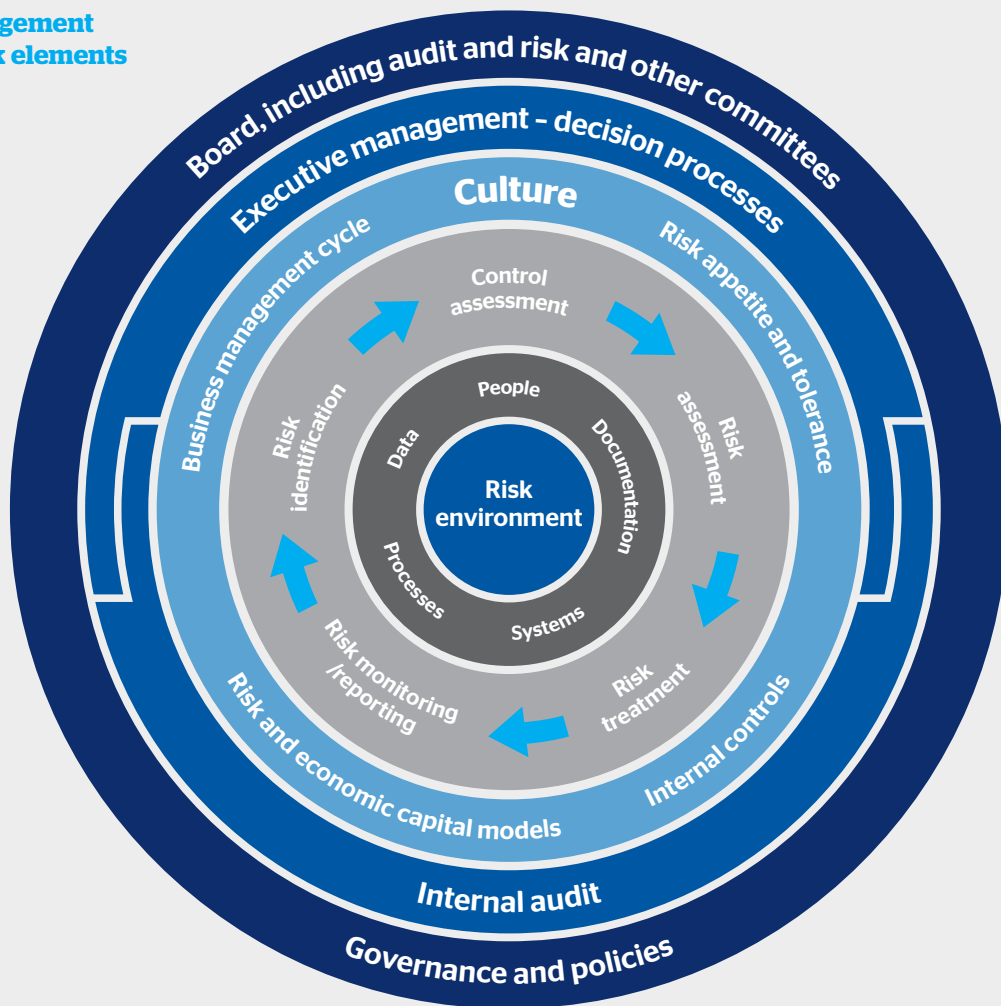 gement
k elements
Board, including audit and risk and other committees
Executive management – decision processes
Culture
Business management cycle
Risk appetite and tolerance
Control
assessment
Risk
identification
Risk
assessment
People
Data
Documentation
Risk
environment
Processes
Systems
Risk monitoring
/reporting
Risk
treatment
Risk and economic capital models
Internal controls
Internal audit
Governance and policies